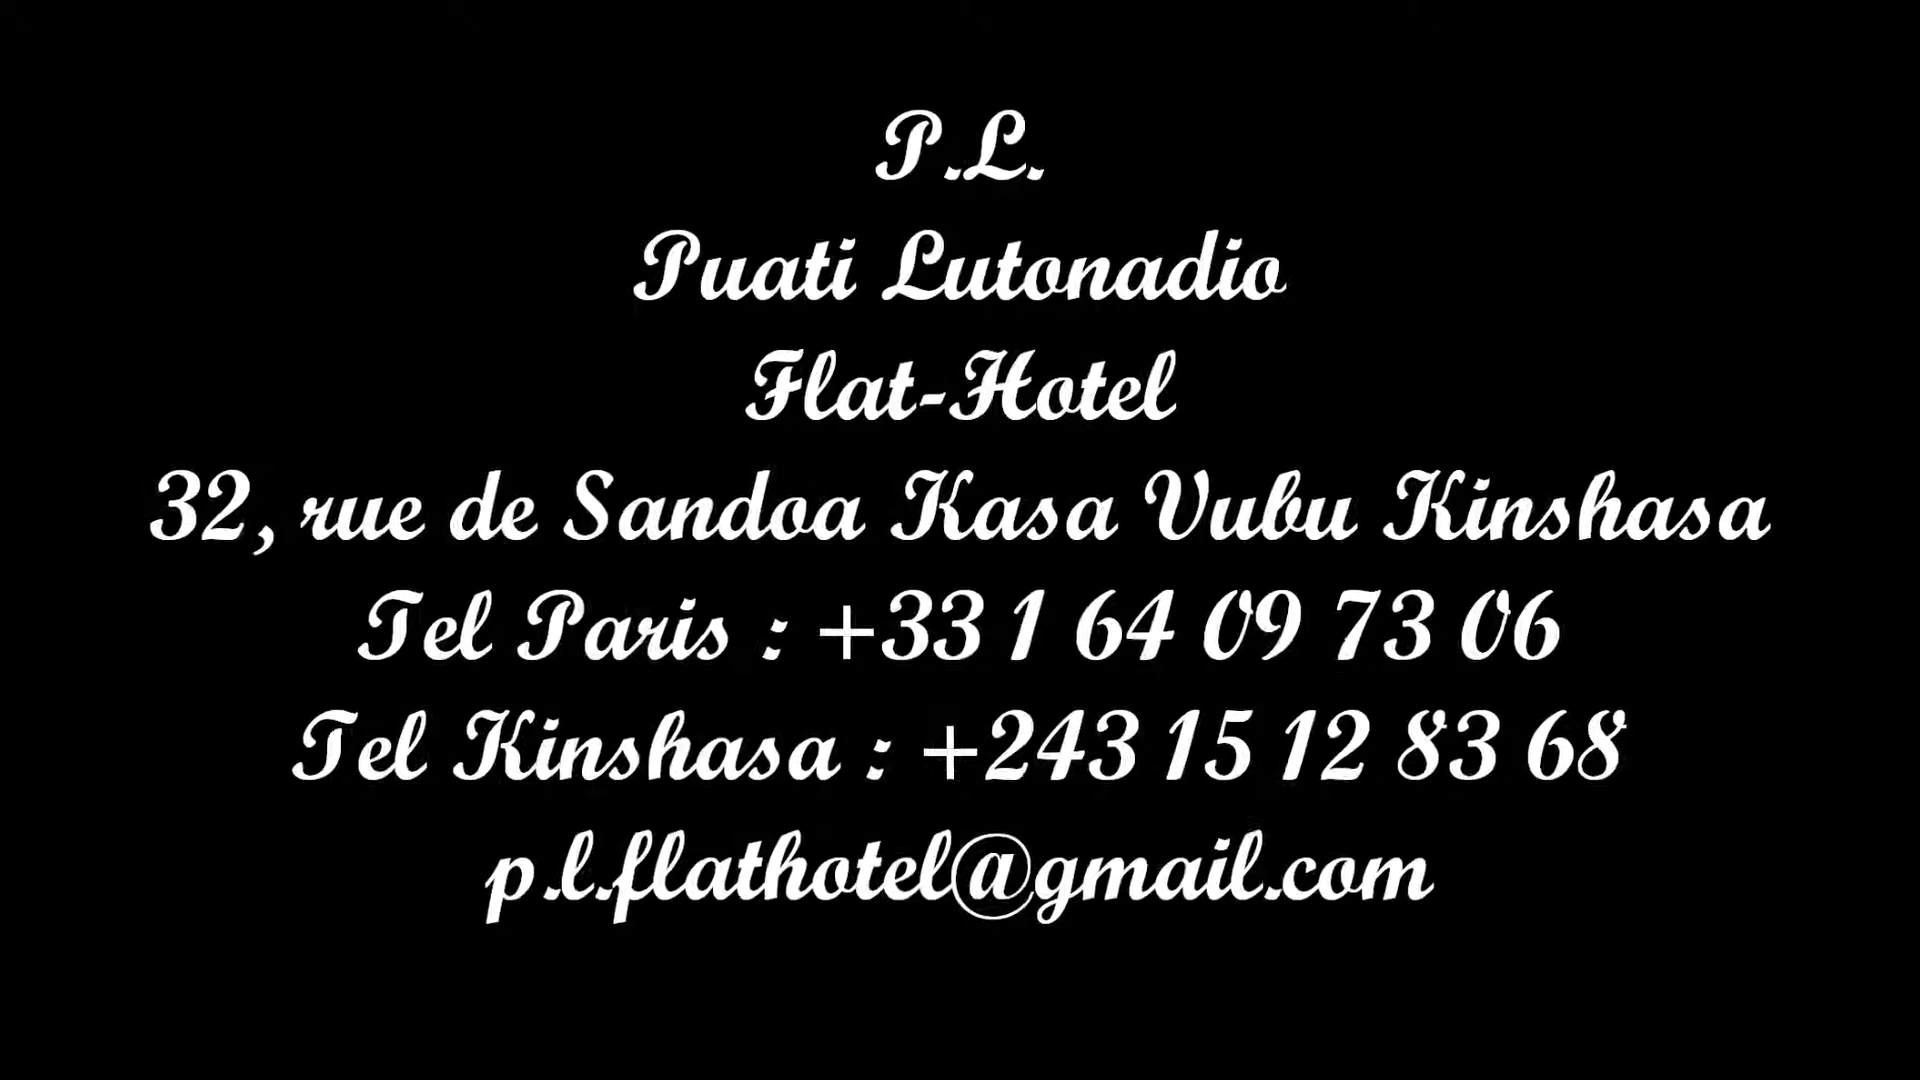 P.L.
Puati Lutonadio
Flat-Hotel
32, rue de Sandoa Kasa Vubu Kinshasa
Tel Paris : +33 1 64 09 73 06
Tel Kinshasa : +243 15 12 83 68
p.l.flathotel@gmail.com